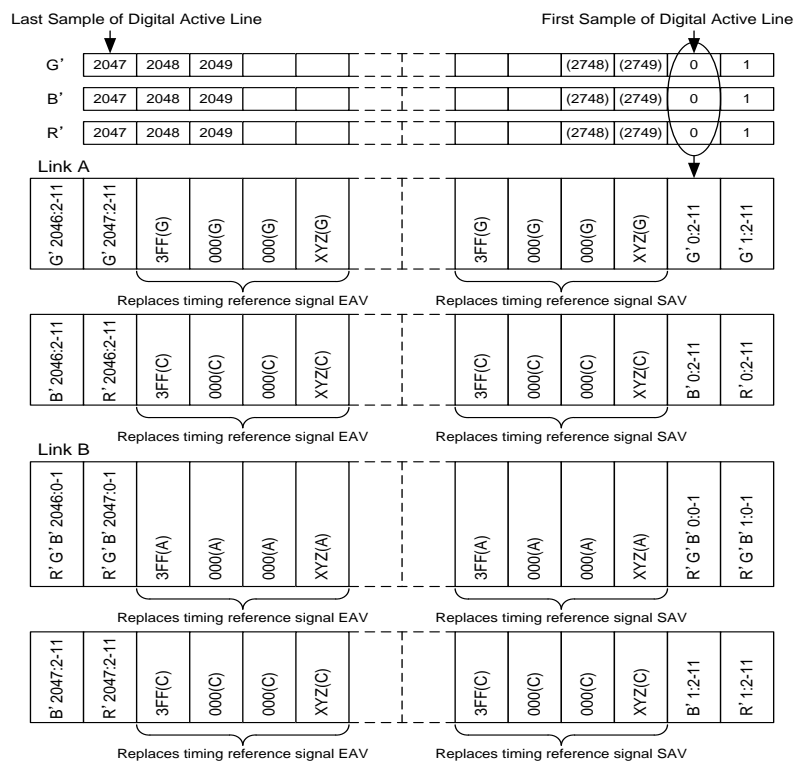 Last Sample of Digital Active Line First Sample of Digital Active Line
G’ 2047 2048 2049 (2748) (2749) 0 1
B’ 2047 2048 2049 (2748) (2749) 0 1
R’ 2047 2048 2049 (2748) (2749) 0 1
Link A
G’ 2046:2-11 G’ 2047:2-11 3FF(G) 000(G) 000(G) XYZ(G) 3FF(G) 000(G) 000(G) XYZ(G) G’ 0:2-11 G’ 1:2-11
Replaces timing reference signal EAV Replaces timing reference signal SAV
B’ 2046:2-11 R’ 2046:2-11 3FF(C) 000(C) 000(C) XYZ(C) 3FF(C) 000(C) 000(C) XYZ(C) B’ 0:2-11 R’ 0:2-11
Replaces timing reference signal EAV Replaces timing reference signal SAV
Link B
R’ G’ B’ 2046:0-1 R’ G’ B’ 2047:0-1 3FF(A) 000(A) 000(A) XYZ(A) 3FF(A) 000(A) 000(A) XYZ(A) R’ G’ B’ 0:0-1 R’ G’ B’ 1:0-1
Replaces timing reference signal EAV Replaces timing reference signal SAV
B’ 2047:2-11 R’ 2047:2-11 3FF(C) 000(C) 000(C) XYZ(C) 3FF(C) 000(C) 000(C) XYZ(C) B’ 1:2-11 R’ 1:2-11
Replaces timing reference signal EAV Replaces timing reference signal SAV